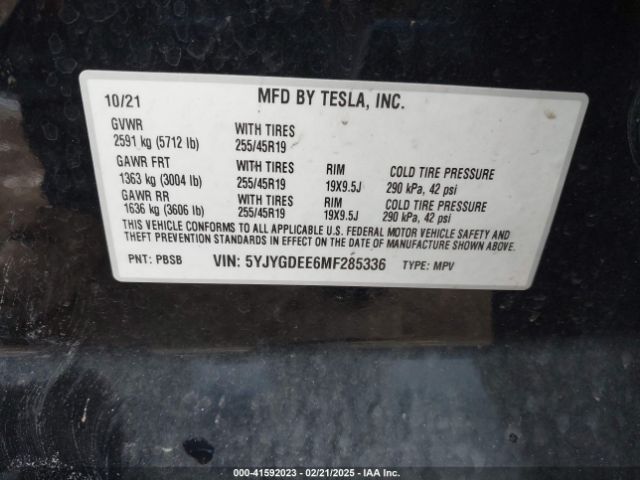 10/21 MFD BY TESLA, INC.
GVWR WITH TIRES
2591 kg (5712 lb) 255/45R19
GAWR FRT WITH TIRES RIM COLD TIRE PRESSURE
1363 kg (3004 lb) 255/45R19 19X9.5J 290 kPa, 42 psi
GAWR RR WITH TIRES RIM COLD TIRE PRESSURE
1636 kg (3606 lb) 255/45R19 19X9.5J 290 kPa, 42 psi
THIS VEHICLE CONFORMS TO ALL APPLICABLE U.S. FEDERAL MOTOR VEHICLE SAFETY AND
THEFT PREVENTION STANDARDS IN EFFECT ON THE DATE OF MANUFACTURE SHOWN ABOVE.
PNT: PBSB VIN: 5YJYGDEE6MF285336 TYPE: MPV
000-41592023 - 02/21/2025 - IAA Inc.